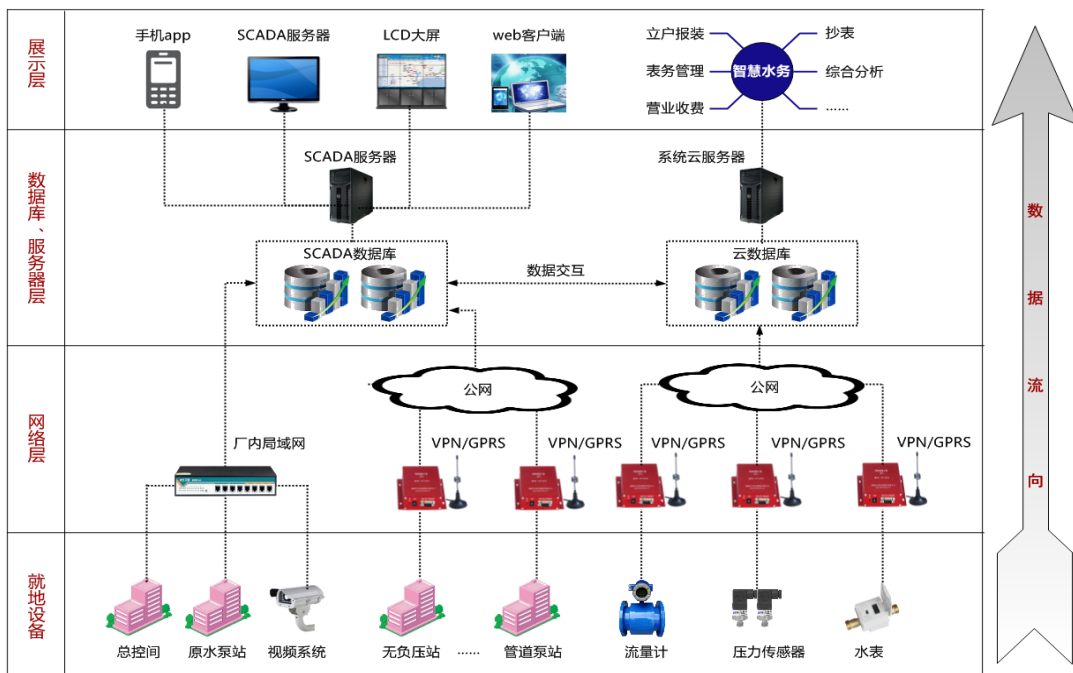 展示层
手机app
SCADA服务器
LCD大屏
web客户端
立户报装
抄表
表务管理
智慧水务
综合分析
营业收费
……
数据库、服务器层
SCADA服务器
系统云服务器
SCADA数据库
数据交互
云数据库
网络层
公网
公网
厂内局域网
VPN/GPRS
VPN/GPRS
VPN/GPRS
VPN/GPRS
VPN/GPRS
就地设备
总控间
原水泵站
视频系统
无负压站
……
管道泵站
流量计
压力传感器
水表
数据流向